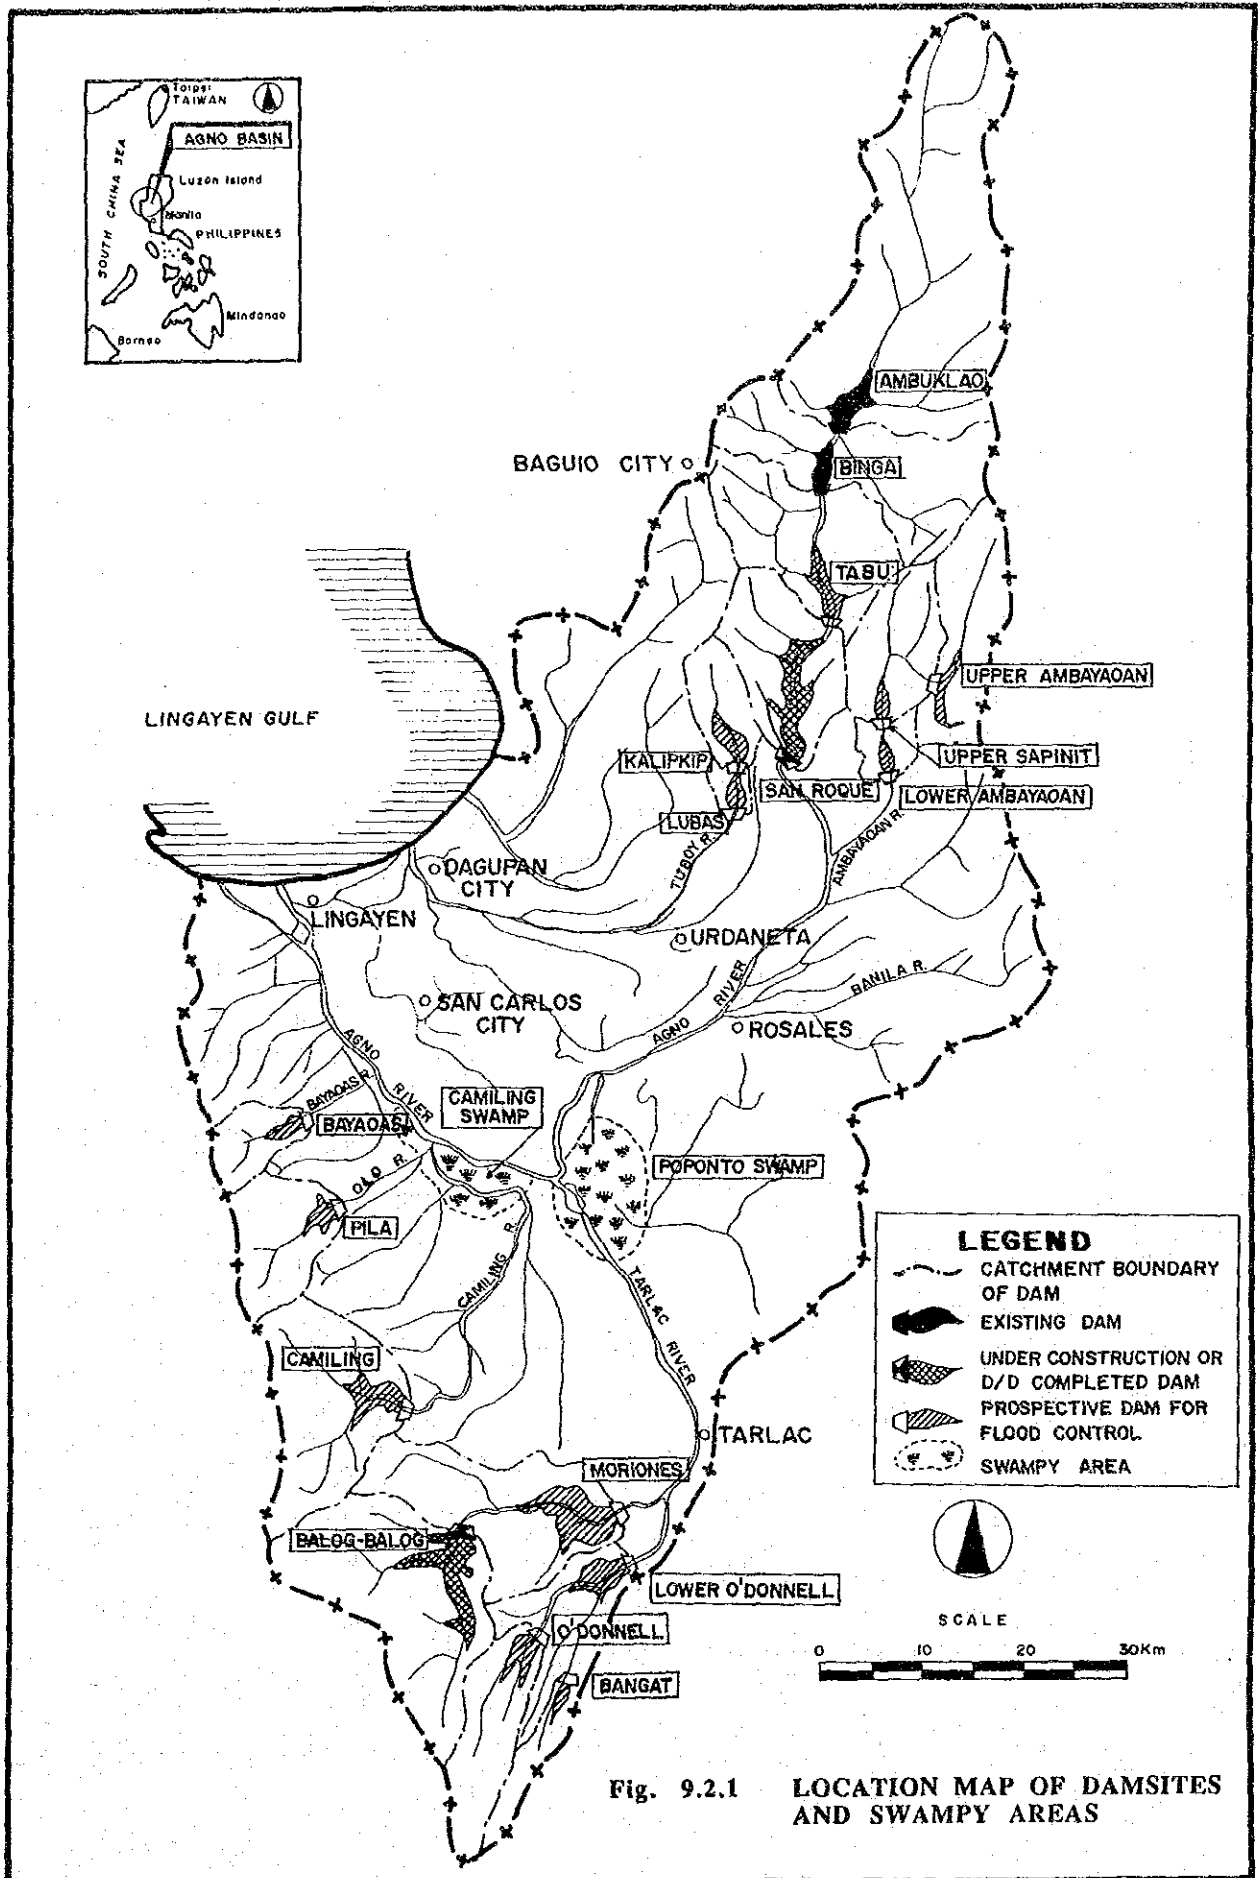 Taipei
TAIWAN
AGNO BASIN
SOUTH CHINA SEA
Luzon Island
Manila
PHILIPPINES
Mindanao
Borneo
AMBUKLAO
BAGUIO CITY
BINGA
TABU
UPPER AMBAYAOAN
LINGAYEN GULF
KALIPKIP
UPPER SAPINIT
SAN ROQUE
LOWER AMBAYAOAN
LUBAS
TUBOY R.
AMBAYAOAN R.
DAGUPAN
CITY
LINGAYEN
URDANETA
SAN CARLOS
CITY
AGNO RIVER
BANILA R.
ROSALES
AGNO RIVER
BAYAOAS R.
CAMILING
SWAMP
BAYAOAS
OLO R.
POPONTO SWAMP
PILA
CAMILING R.
TARLAC RIVER
CAMILING
TARLAC
MORIONES
BALOG-BALOG
LOWER O'DONNELL
O'DONNELL
BANGAT
LEGEND
CATCHMENT BOUNDARY
OF DAM
EXISTING DAM
UNDER CONSTRUCTION OR
D/D COMPLETED DAM
PROSPECTIVE DAM FOR
FLOOD CONTROL
SWAMPY AREA
SCALE
0 10 20 30Km
Fig. 9.2.1 LOCATION MAP OF DAMSITES
AND SWAMPY AREAS